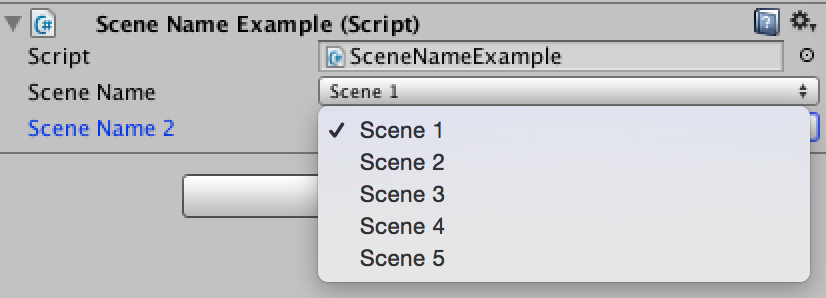 Scene Name Example (Script)
Script SceneNameExample
Scene Name Scene 1
Scene Name 2
✓ Scene 1
Scene 2
Scene 3
Scene 4
Scene 5